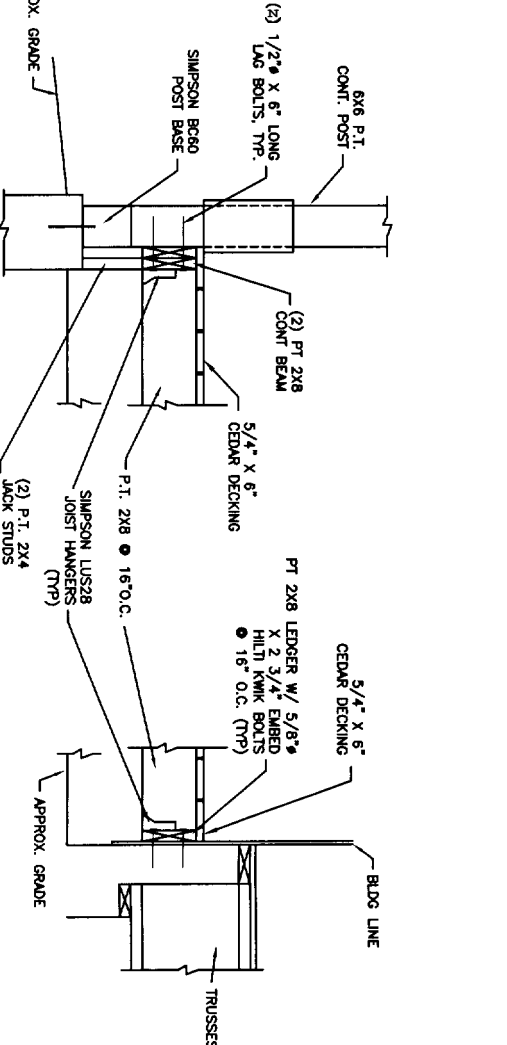 6X6 P.T.
CONT. POST
(2) 1/2"ø X 6" LONG
LAG BOLTS, TYP.
SIMPSON BC60
POST BASE
OX. GRADE
(2) PT 2X8
CONT BEAM
5/4" X 6"
CEDAR DECKING
P.T. 2X8 @ 16"O.C.
SIMPSON LUS28
JOIST HANGERS
(TYP)
(2) P.T. 2X4
JACK STUDS
5/4" X 6"
CEDAR DECKING
PT 2X8 LEDGER W/ 5/8"ø
X 2 3/4" EMBED
HILTI KWIK BOLTS
@ 16" O.C. (TYP)
BLDG LINE
APPROX. GRADE
TRUSSES